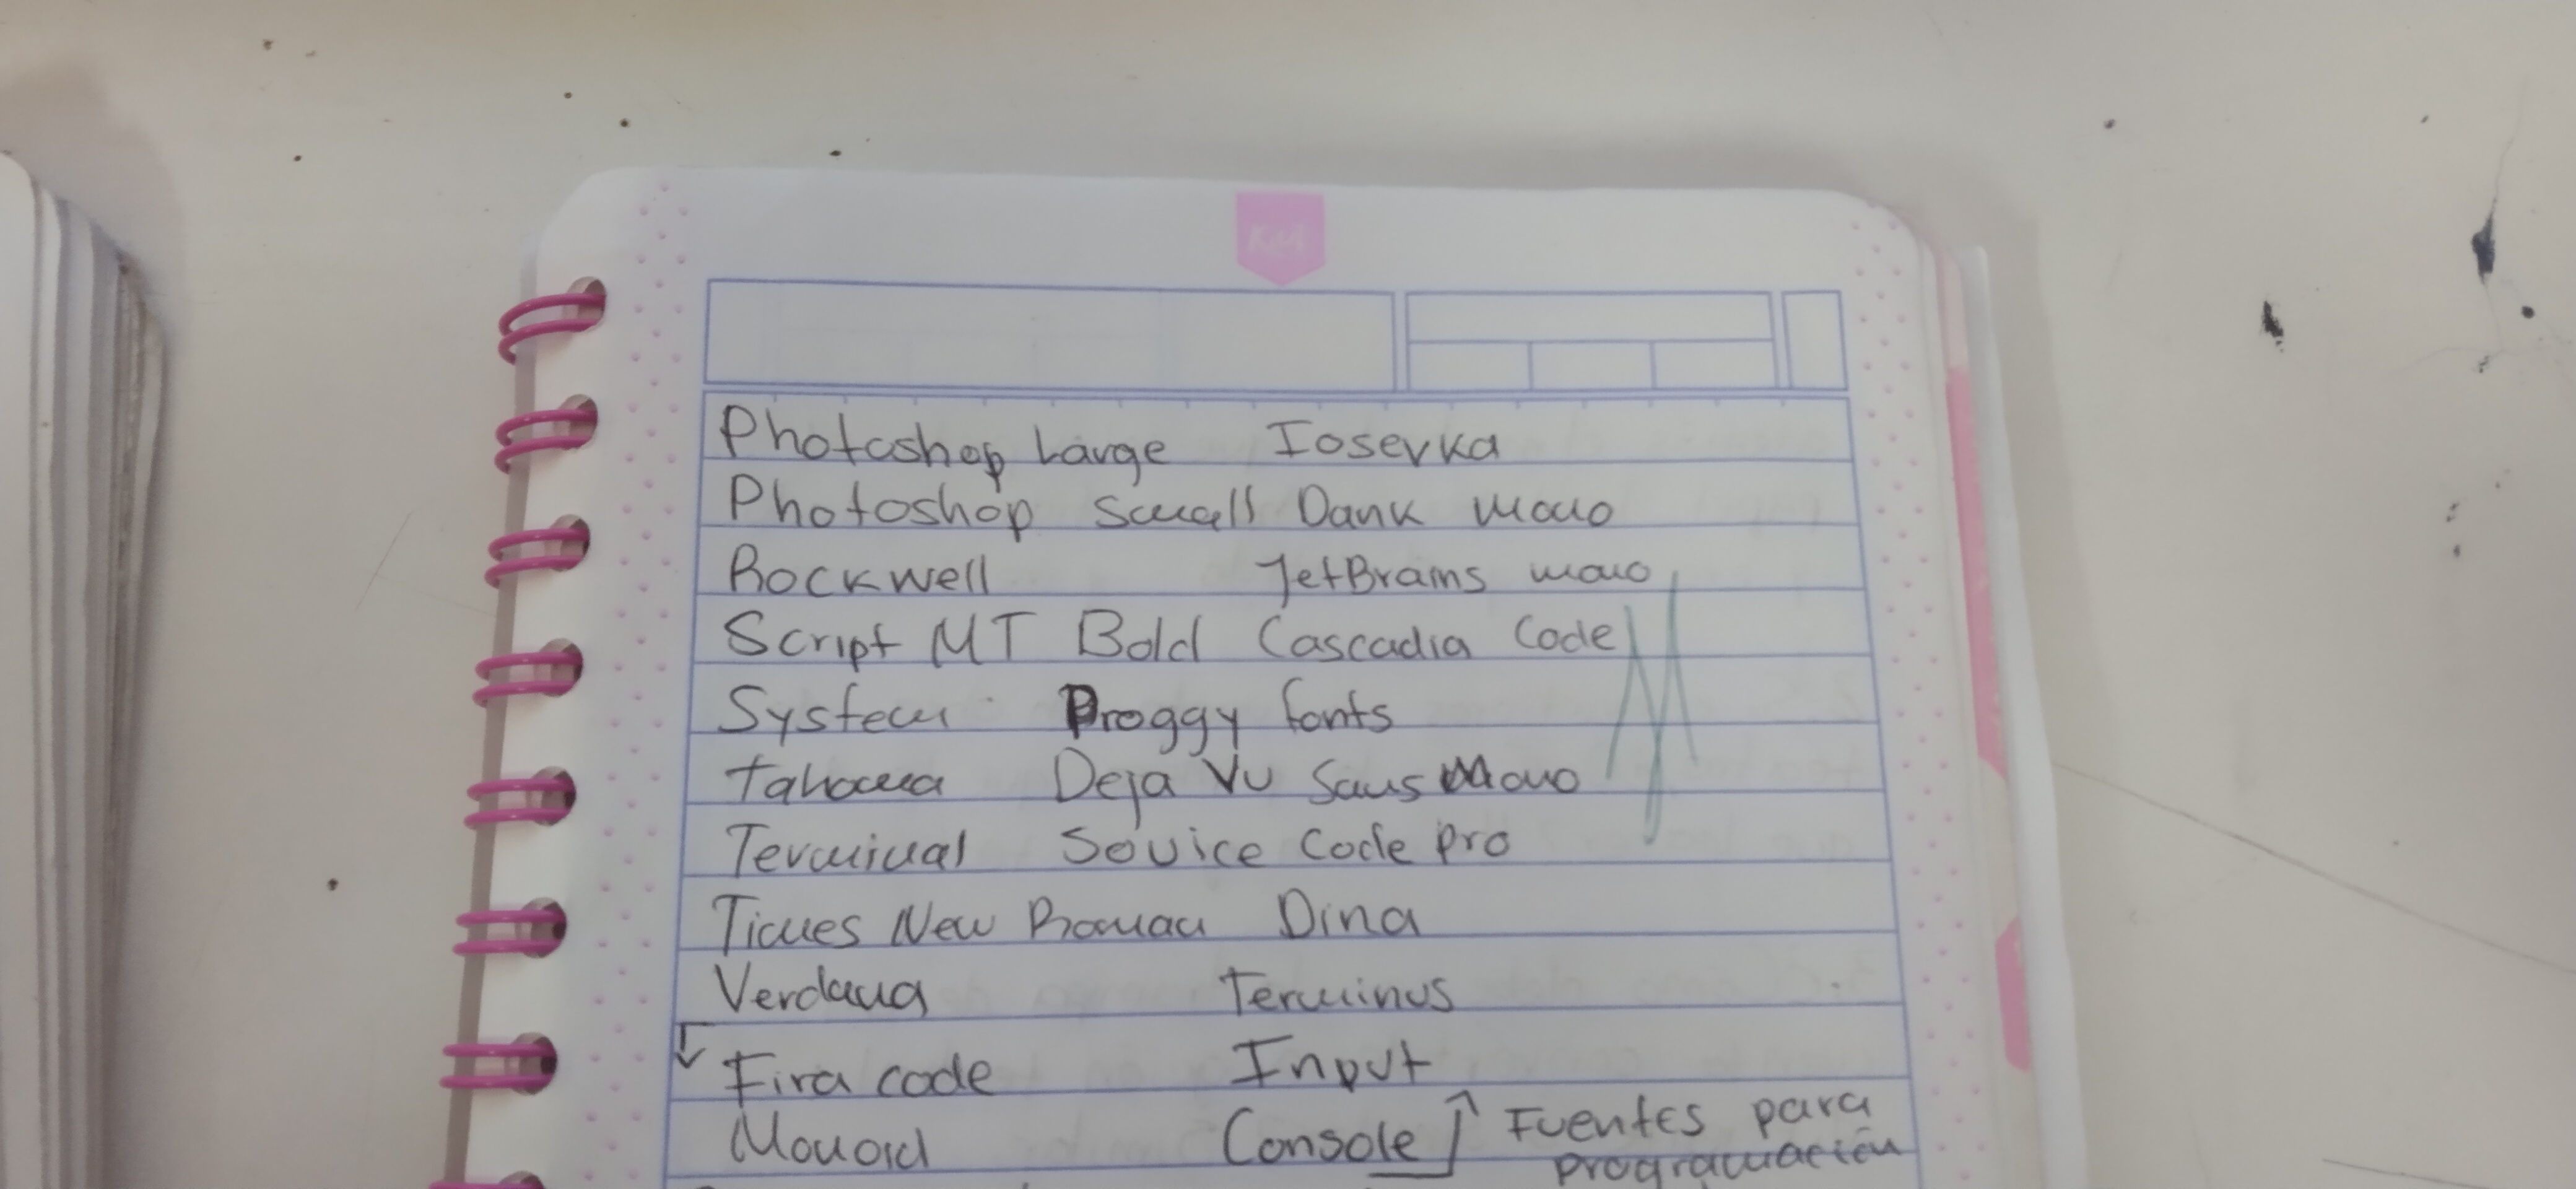 Photoshop Large Iosevka
Photoshop Small Dank mono
Rockwell JetBrains mono
Script MT Bold Cascadia Code
System Proggy fonts
Tahoma Deja Vu Sans Mono
Terminal Souice Code pro
Times New Roman Dina
Verdana Terminus
Fira code Input
Monoid Console Fuentes para
programación